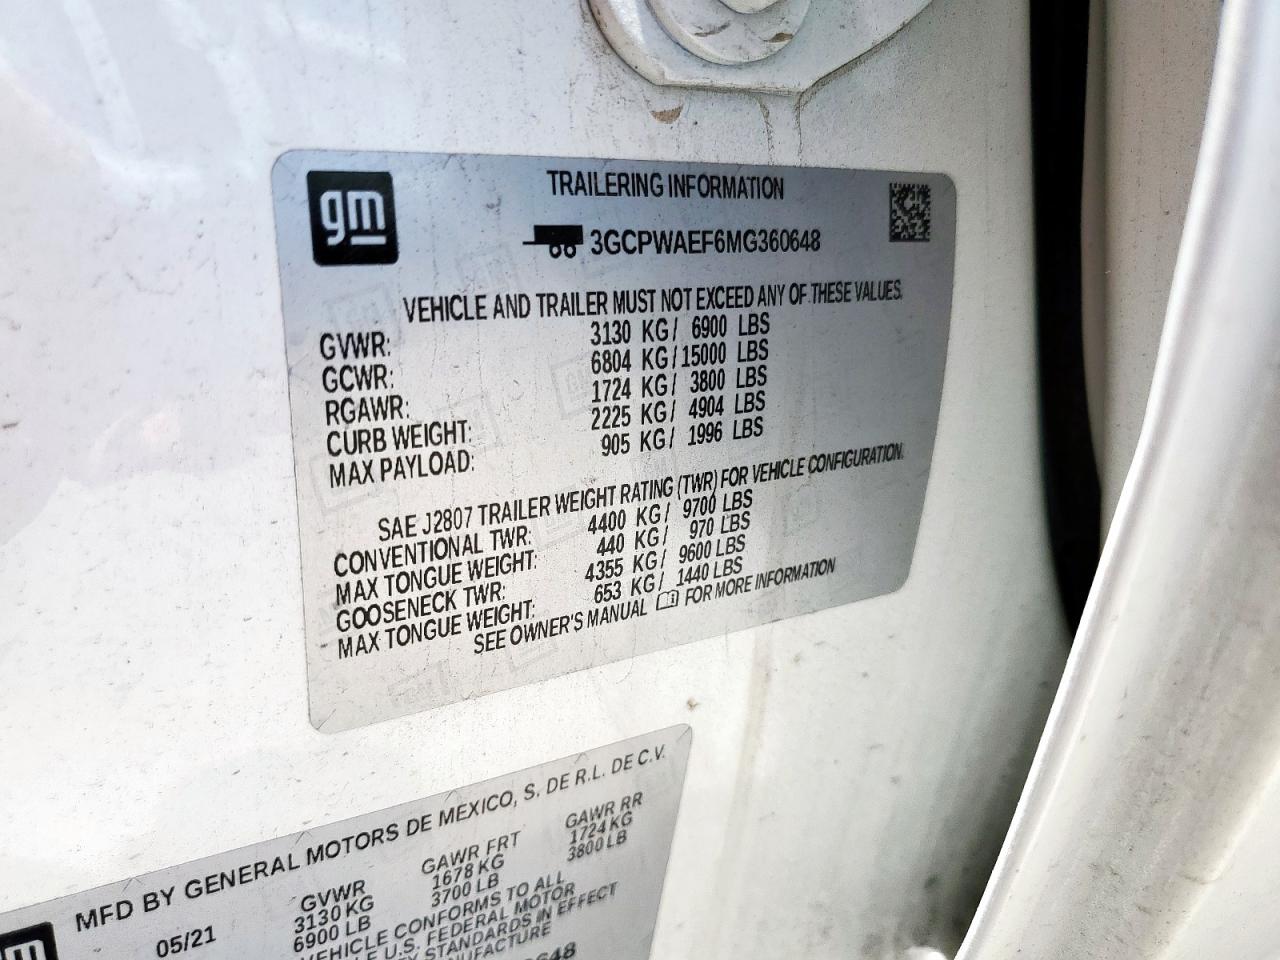 gm
TRAILERING INFORMATION
3GCPWAEF6MG360648
VEHICLE AND TRAILER MUST NOT EXCEED ANY OF THESE VALUES.
GVWR: 3130 KG/ 6900 LBS
GCWR: 6804 KG/15000 LBS
RGAWR: 1724 KG/ 3800 LBS
CURB WEIGHT: 2225 KG/ 4904 LBS
MAX PAYLOAD: 905 KG/ 1996 LBS
SAE J2807 TRAILER WEIGHT RATING (TWR) FOR VEHICLE CONFIGURATION.
CONVENTIONAL TWR: 4400 KG/ 9700 LBS
MAX TONGUE WEIGHT: 440 KG/ 970 LBS
GOOSENECK TWR: 4355 KG/ 9600 LBS
MAX TONGUE WEIGHT: 653 KG/ 1440 LBS
SEE OWNER'S MANUAL FOR MORE INFORMATION
MFD BY GENERAL MOTORS DE MEXICO, S. DE R.L. DE C.V.
05/21 GVWR GAWR FRT GAWR RR
3130 KG 1678 KG 1724 KG
6900 LB 3700 LB 3800 LB
VEHICLE CONFORMS TO ALL
U.S. FEDERAL MOTOR
STANDARDS IN EFFECT